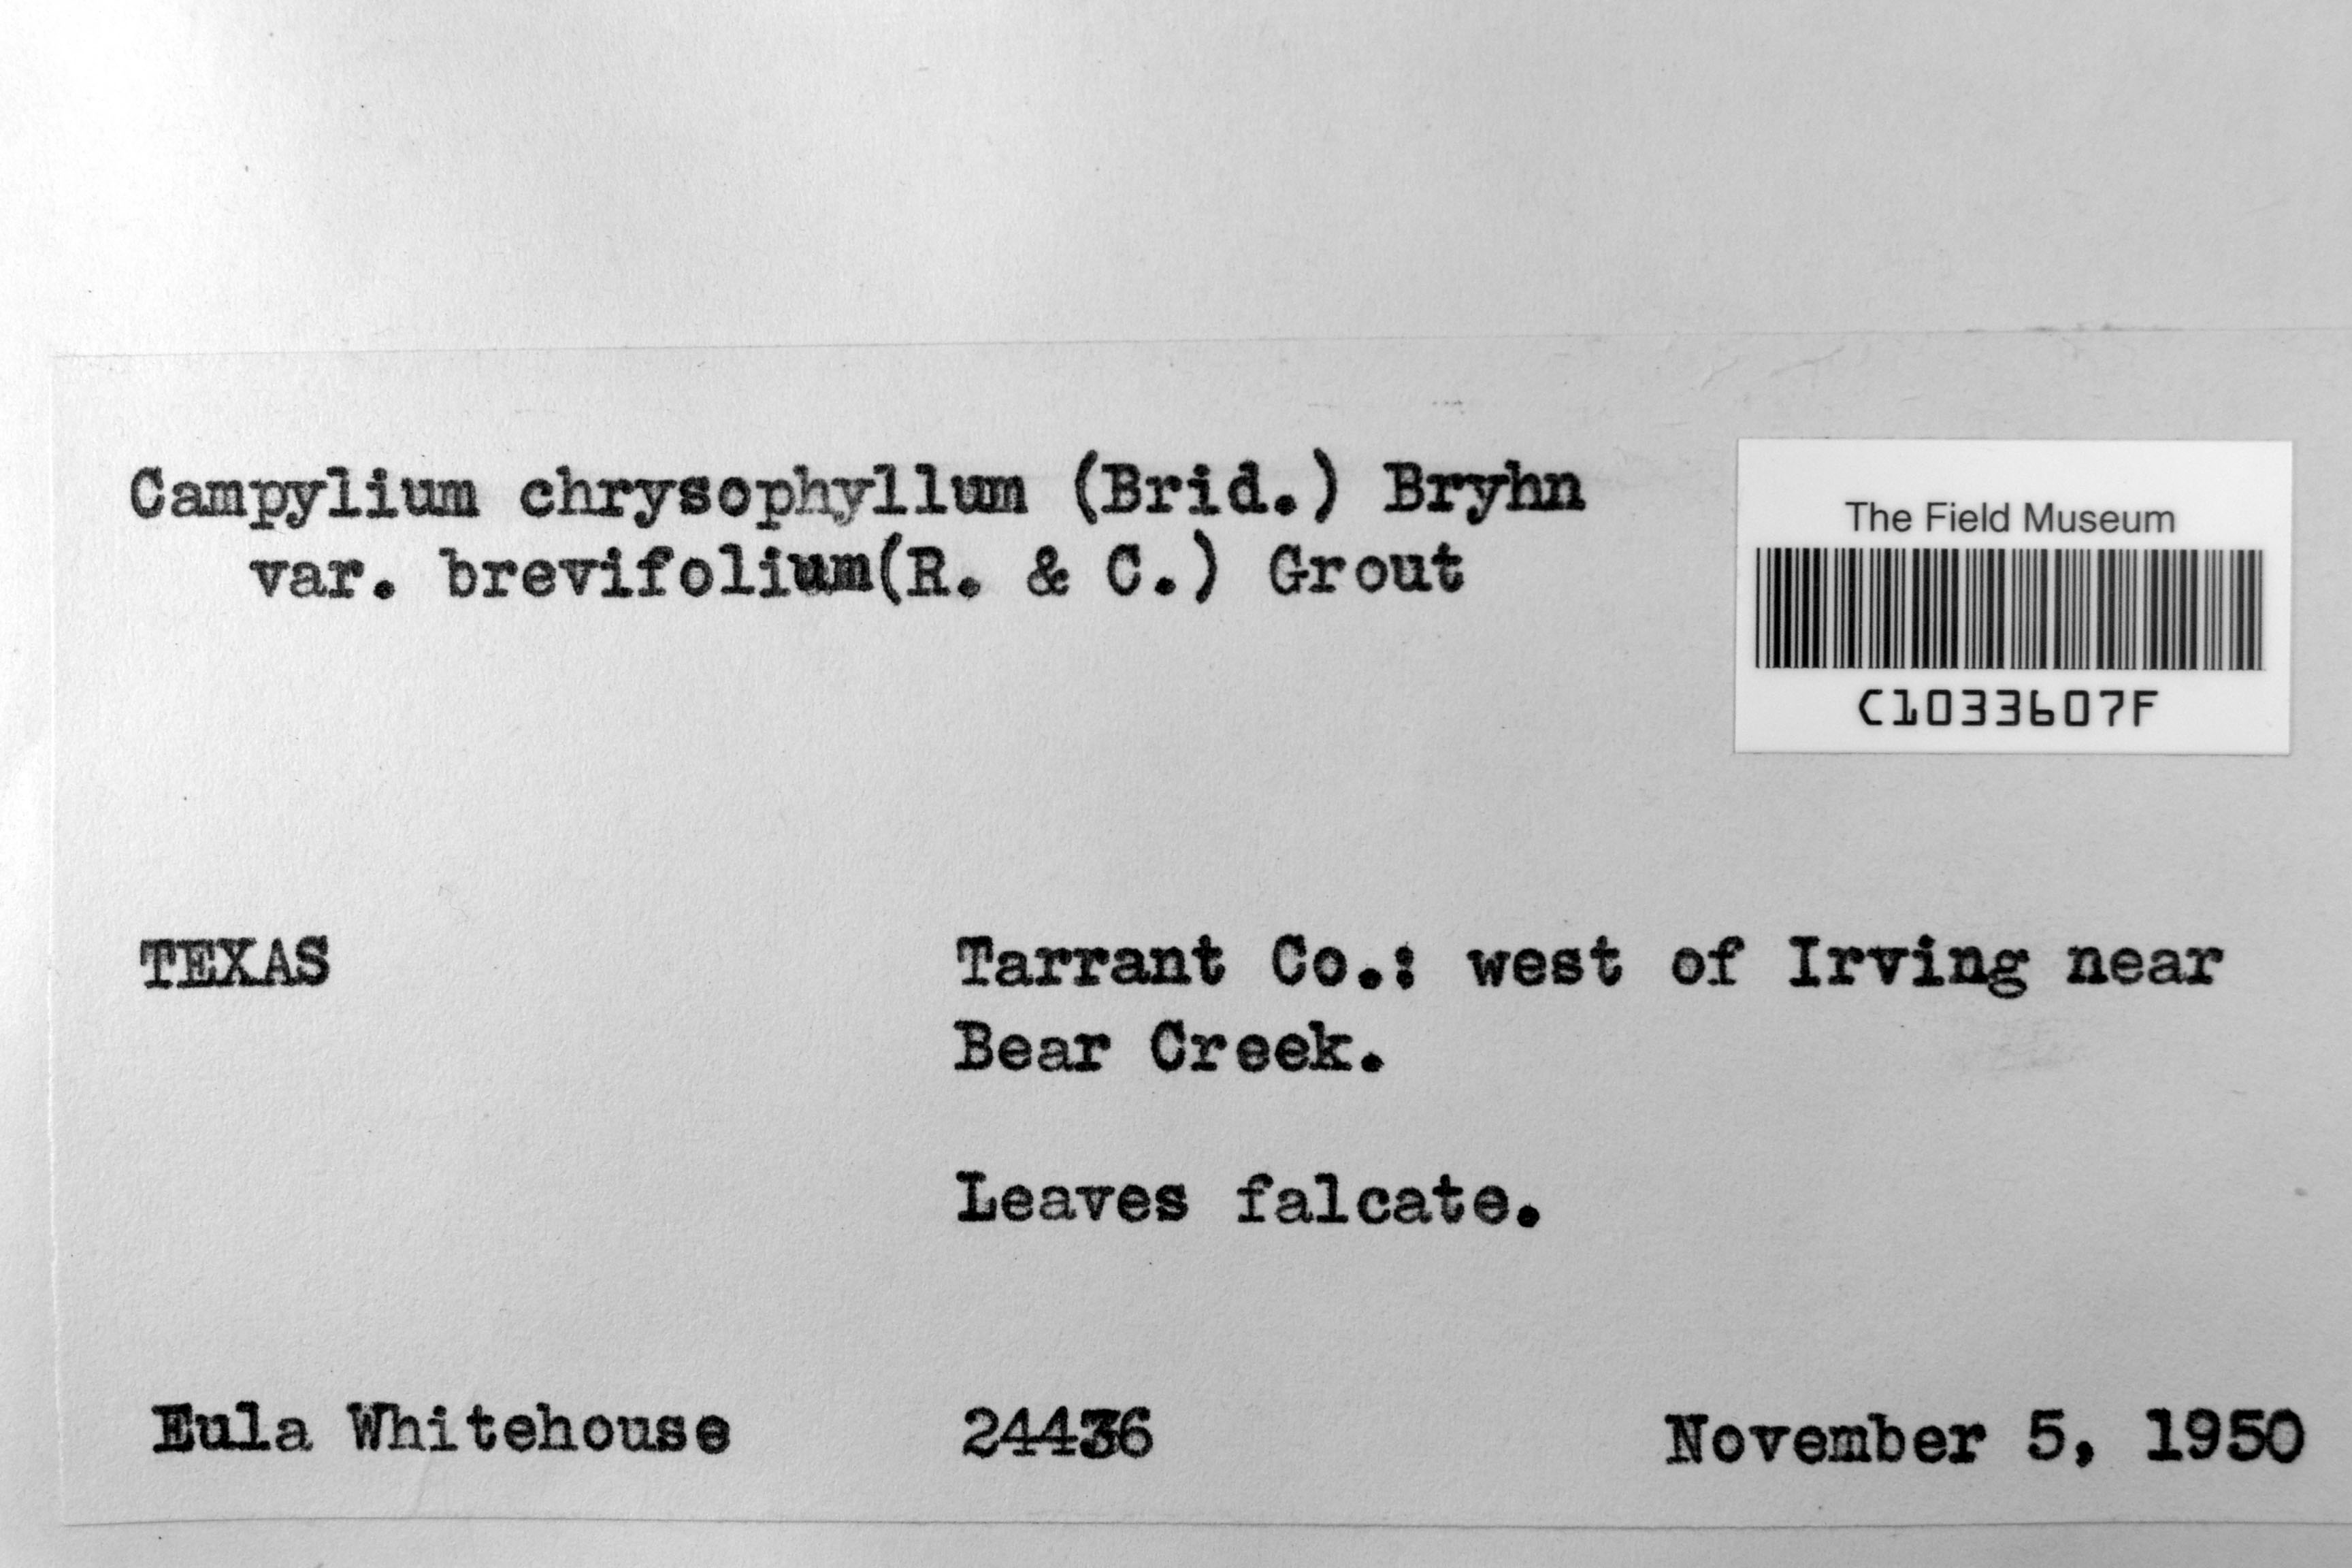 Campylium chrysophyllum (Brid.) Bryhn
var. brevifolium(R. & C.) Grout
The Field Museum
C1033607F
TEXAS
Tarrant Co.: west of Irving near
Bear Creek.
Leaves falcate.
Eula Whitehouse 24436 November 5, 1950